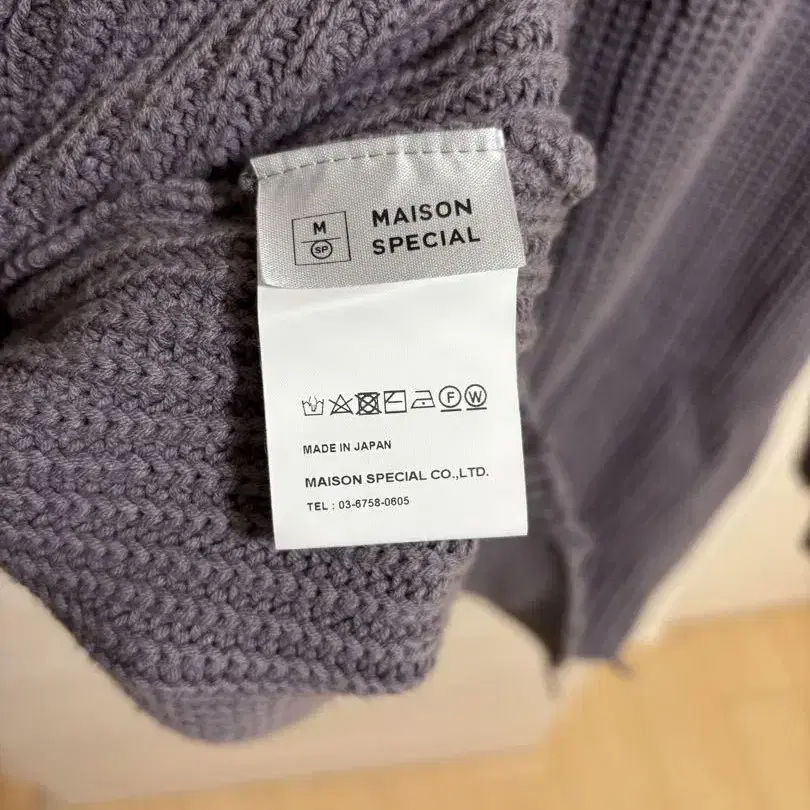 M
SP
MAISON
SPECIAL
F W
MADE IN JAPAN
MAISON SPECIAL CO.,LTD.
TEL : 03-6758-0605